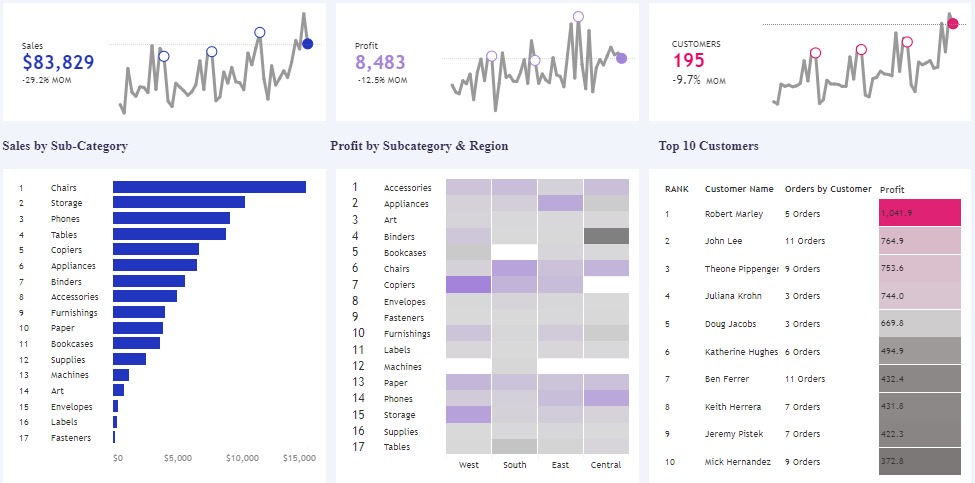 Sales
$83,829
-29.2% MOM
Profit
8,483
-12.5% MOM
CUSTOMERS
195
-9.7% MOM
Sales by Sub-Category
1 Chairs
2 Storage
3 Phones
4 Tables
5 Copiers
6 Appliances
7 Binders
8 Accessories
9 Furnishings
10 Paper
11 Bookcases
12 Supplies
13 Machines
14 Art
15 Envelopes
16 Labels
17 Fasteners
$0 $5,000 $10,000 $15,000
Profit by Subcategory & Region
1 Accessories
2 Appliances
3 Art
4 Binders
5 Bookcases
6 Chairs
7 Copiers
8 Envelopes
9 Fasteners
10 Furnishings
11 Labels
12 Machines
13 Paper
14 Phones
15 Storage
16 Supplies
17 Tables
West South East Central
Top 10 Customers
RANK Customer Name Orders by Customer Profit
1 Robert Marley 5 Orders 1,041.9
2 John Lee 11 Orders 764.9
3 Theone Pippenger 9 Orders 753.6
4 Juliana Krohn 3 Orders 744.0
5 Doug Jacobs 3 Orders 669.8
6 Katherine Hughes 6 Orders 494.9
7 Ben Ferrer 11 Orders 432.4
8 Keith Herrera 7 Orders 431.8
9 Jeremy Pistek 7 Orders 422.3
10 Mick Hernandez 9 Orders 372.8